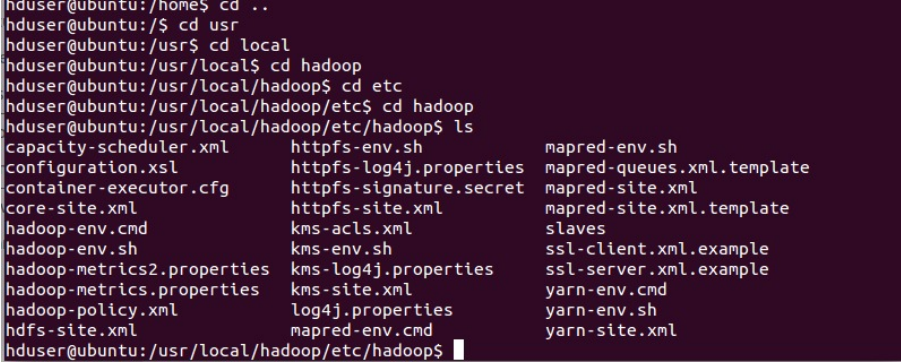 hduser@ubuntu:/home$ cd ..
hduser@ubuntu:/$ cd usr
hduser@ubuntu:/usr$ cd local
hduser@ubuntu:/usr/local$ cd hadoop
hduser@ubuntu:/usr/local/hadoop$ cd etc
hduser@ubuntu:/usr/local/hadoop/etc$ cd hadoop
hduser@ubuntu:/usr/local/hadoop/etc/hadoop$ ls
capacity-scheduler.xml httpfs-env.sh mapred-env.sh
configuration.xsl httpfs-log4j.properties mapred-queues.xml.template
container-executor.cfg httpfs-signature.secret mapred-site.xml
core-site.xml httpfs-site.xml mapred-site.xml.template
hadoop-env.cmd kms-acls.xml slaves
hadoop-env.sh kms-env.sh ssl-client.xml.example
hadoop-metrics2.properties kms-log4j.properties ssl-server.xml.example
hadoop-metrics.properties kms-site.xml yarn-env.cmd
hadoop-policy.xml log4j.properties yarn-env.sh
hdfs-site.xml mapred-env.cmd yarn-site.xml
hduser@ubuntu:/usr/local/hadoop/etc/hadoop$